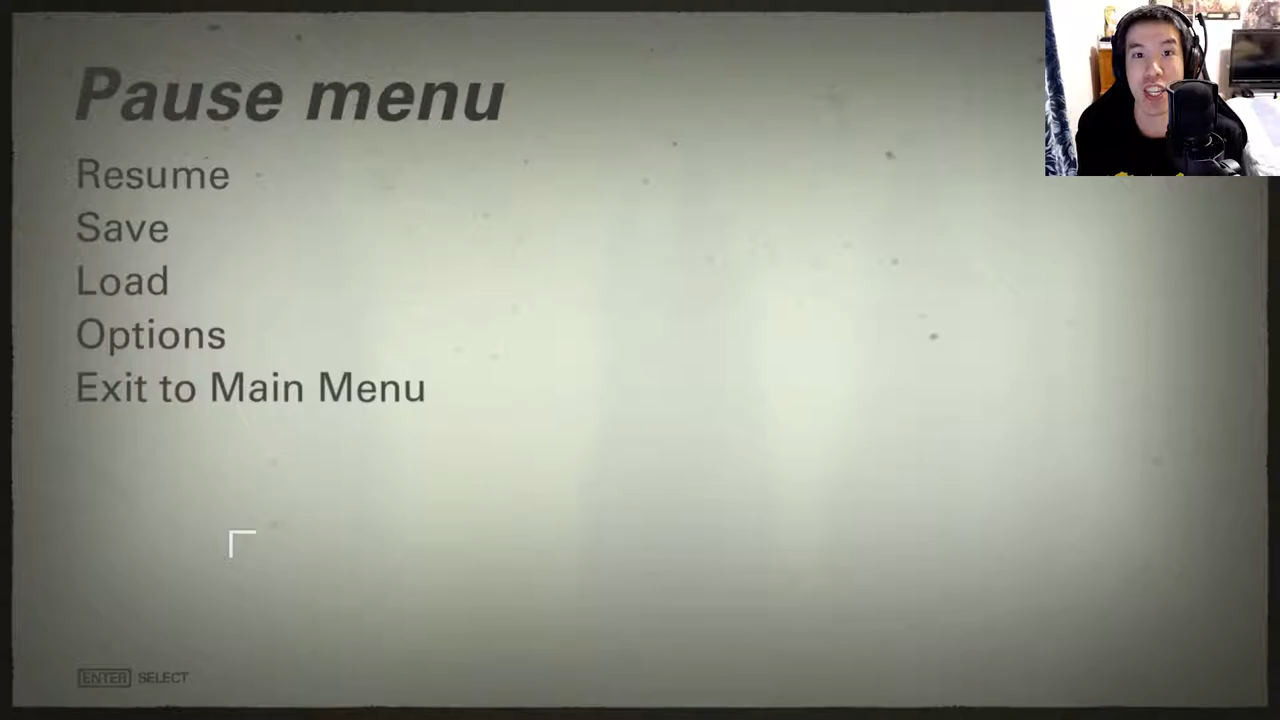 Pause menu
Resume
Save
Load
Options
Exit to Main Menu
ENTER SELECT